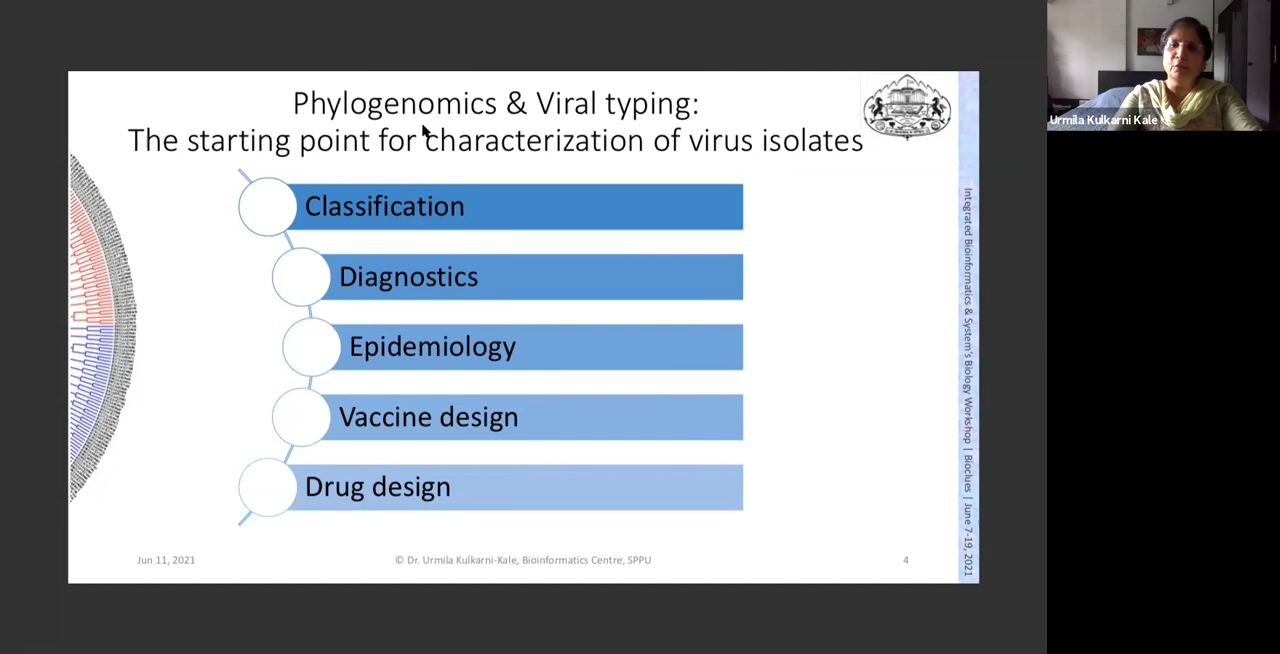 Phylogenomics & Viral typing:
The starting point for characterization of virus isolates
Classification
Diagnostics
Epidemiology
Vaccine design
Drug design
Jun 11, 2021
© Dr. Urmila Kulkarni-Kale, Bioinformatics Centre, SPPU
4
Integrated Bioinformatics & System's Biology Workshop | Bioclues | June 7-19, 2021
Urmila Kulkarni Kale